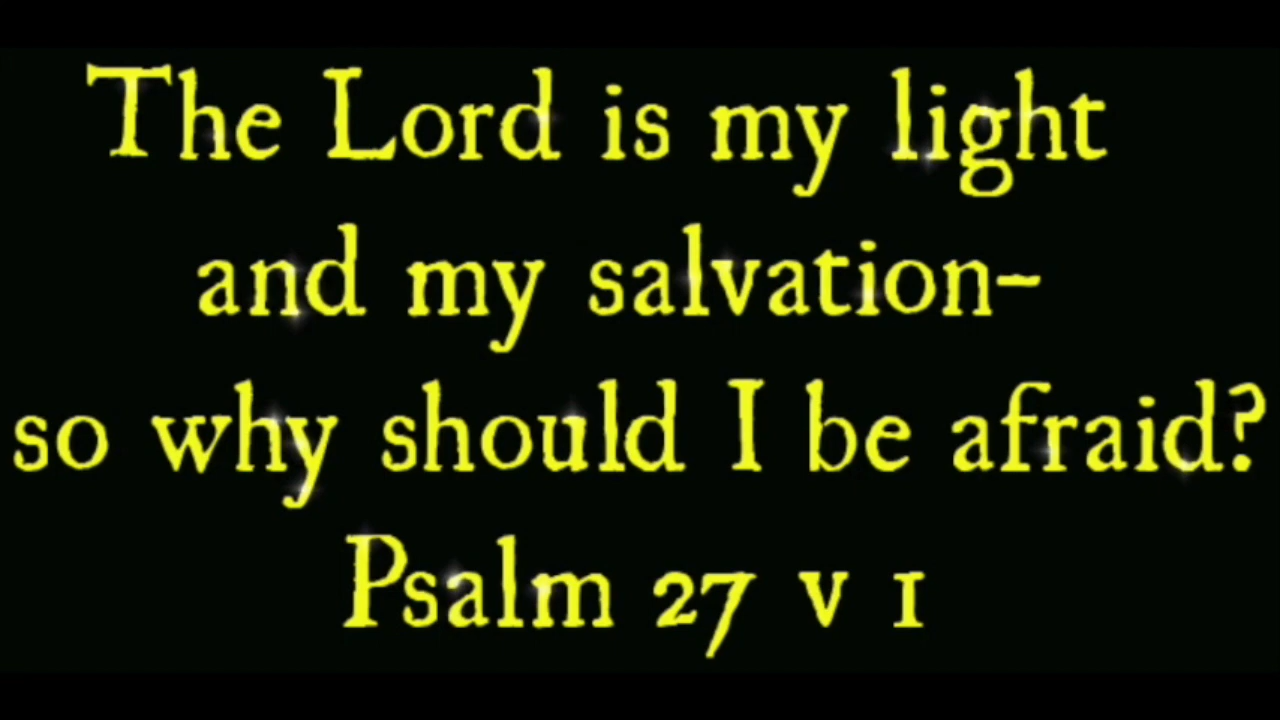 The Lord is my light
and my salvation–
so why should I be afraid?
Psalm 27 v 1